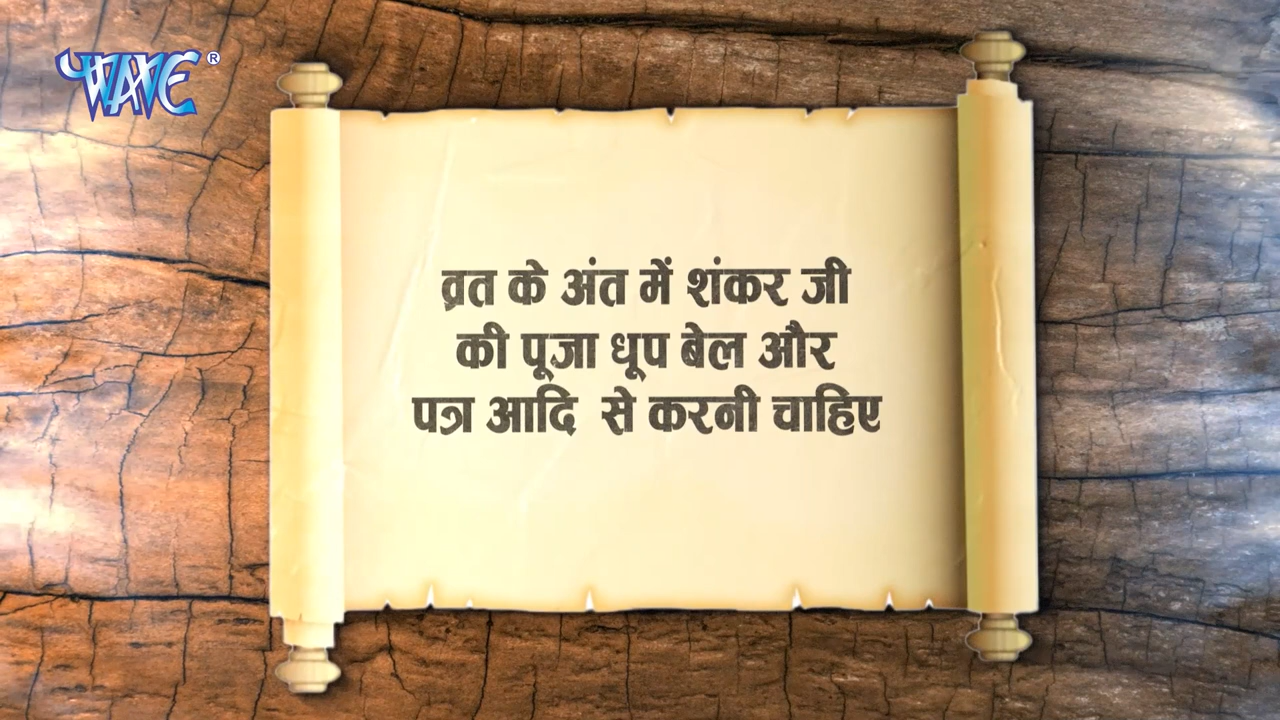 WAVE®
व्रत के अंत में शंकर जी
की पूजा धूप बेल और
पत्र आदि से करनी चाहिए